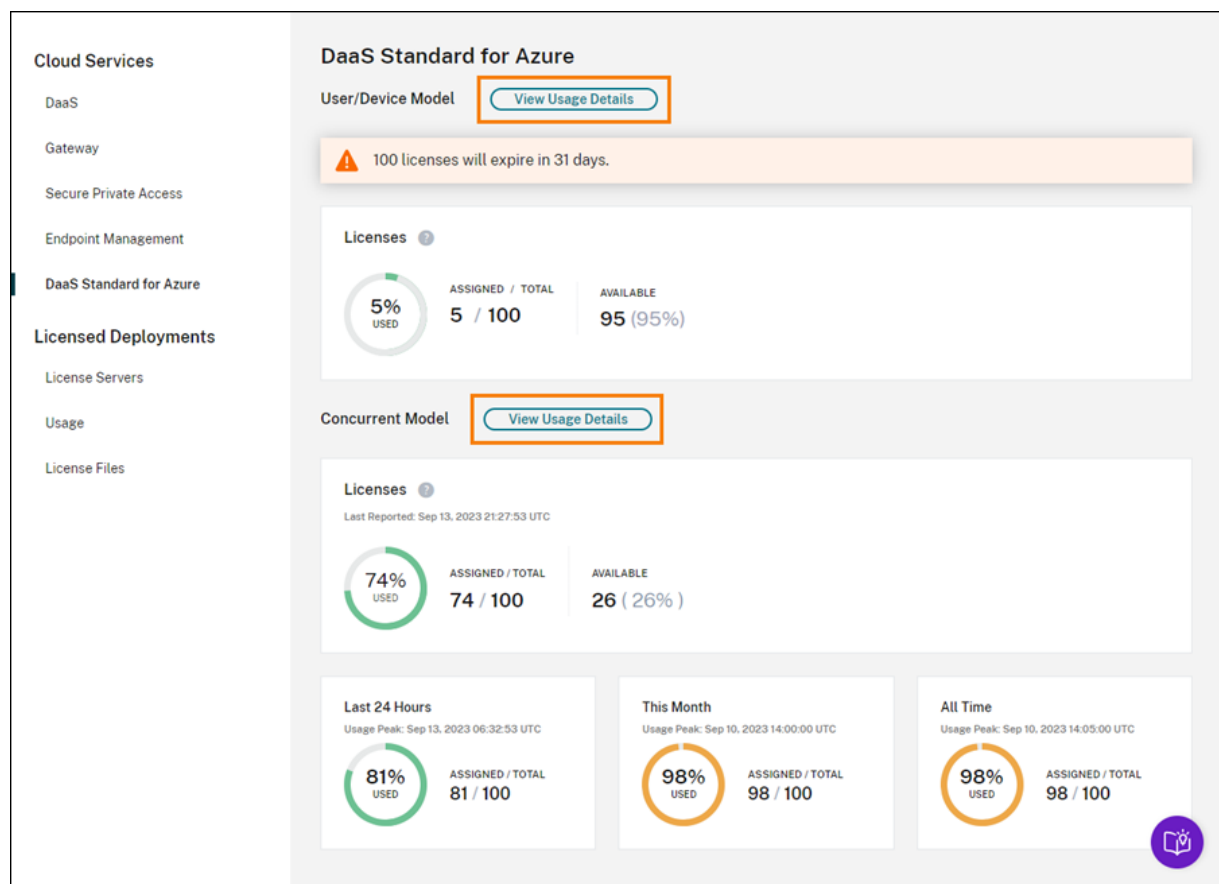 Cloud Services
DaaS
Gateway
Secure Private Access
Endpoint Management
DaaS Standard for Azure
Licensed Deployments
License Servers
Usage
License Files
DaaS Standard for Azure
User/Device Model View Usage Details
100 licenses will expire in 31 days.
Licenses ?
5%
USED
ASSIGNED / TOTAL
5 / 100
AVAILABLE
95 (95%)
Concurrent Model View Usage Details
Licenses ?
Last Reported: Sep 13, 2023 21:27:53 UTC
74%
USED
ASSIGNED / TOTAL
74 / 100
AVAILABLE
26 ( 26% )
Last 24 Hours
Usage Peak: Sep 13, 2023 06:32:53 UTC
81%
USED
ASSIGNED / TOTAL
81 / 100
This Month
Usage Peak: Sep 10, 2023 14:00:00 UTC
98%
USED
ASSIGNED / TOTAL
98 / 100
All Time
Usage Peak: Sep 10, 2023 14:05:00 UTC
98%
USED
ASSIGNED / TOTAL
98 / 100